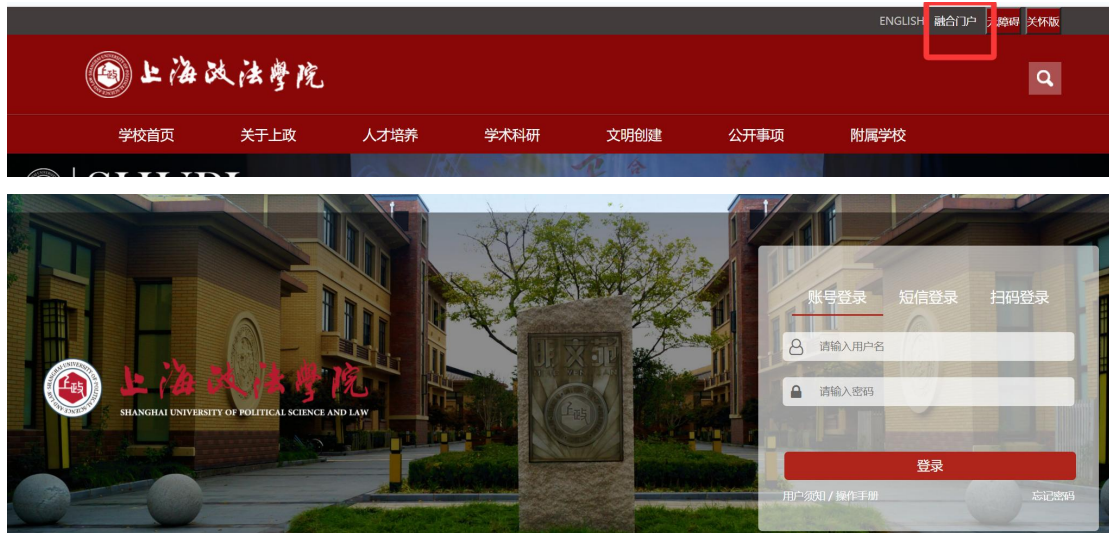 ENGLISH 融合门户 无障碍 关怀版
上海政法學院
学校首页 关于上政 人才培养 学术科研 文明创建 公开事项 附属学校
账号登录 短信登录 扫码登录
请输入用户名
上海政法學院
SHANGHAI UNIVERSITY OF POLITICAL SCIENCE AND LAW
上政
请输入密码
登录
用户须知 / 操作手册 忘记密码